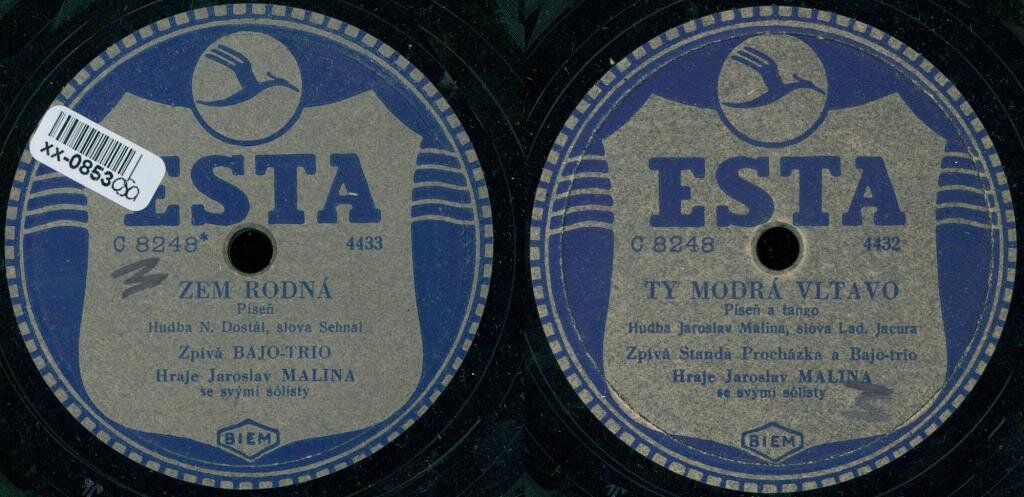 xx-0853
ESTA
C 8248* 4433
ZEM RODNÁ
Píseň
Hudba N. Dostál, slova Sehnal
Zpívá BAJO-TRIO
Hraje Jaroslav MALINA
se svými sólisty
BIEM
ESTA
C 8248 4432
TY MODRÁ VLTAVO
Píseň a tango
Hudba Jaroslav Malina, slova Lad. Jacura
Zpívá Standa Procházka a Bajo-trio
Hraje Jaroslav MALINA
se svými sólisty
BIEM